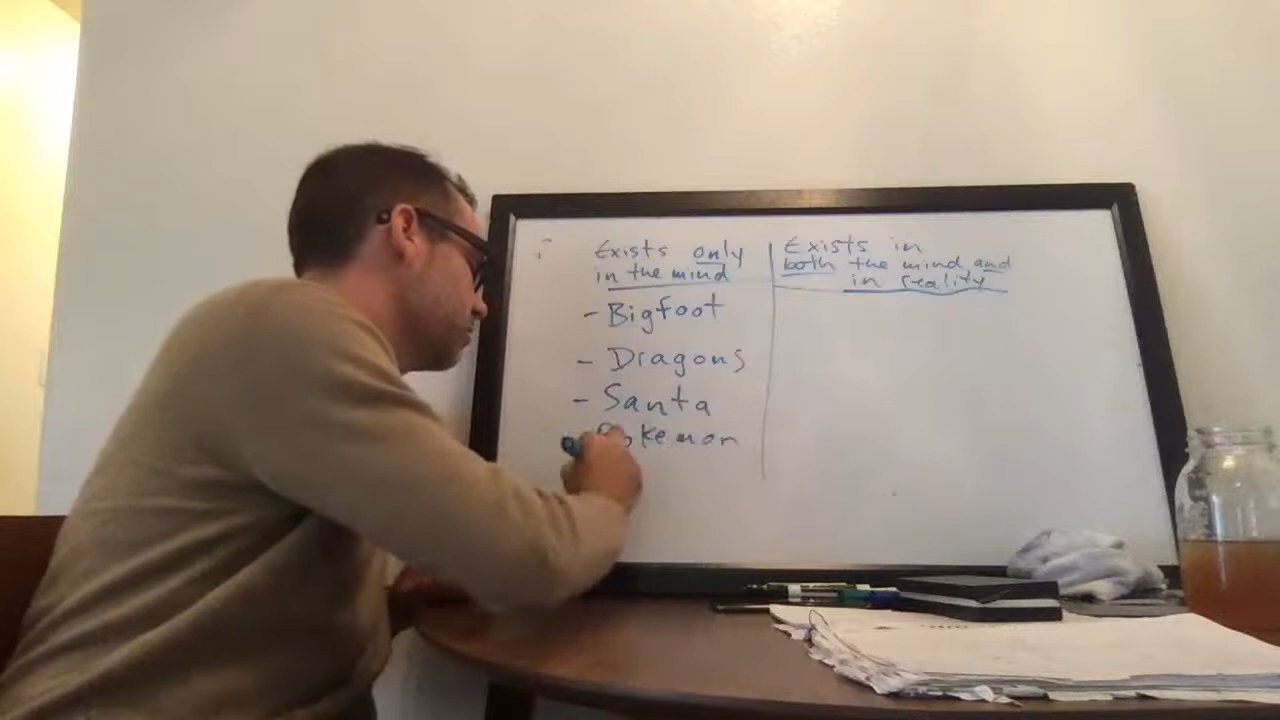 Exists only
in the mind
- Bigfoot
- Dragons
- Santa
- Pokemon
Exists in
both the mind and
in reality